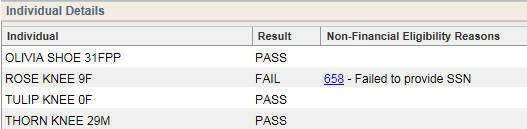 Individual Details
Individual Result Non-Financial Eligibility Reasons
OLIVIA SHOE 31FPP PASS
ROSE KNEE 9F FAIL 658 - Failed to provide SSN
TULIP KNEE 0F PASS
THORN KNEE 29M PASS